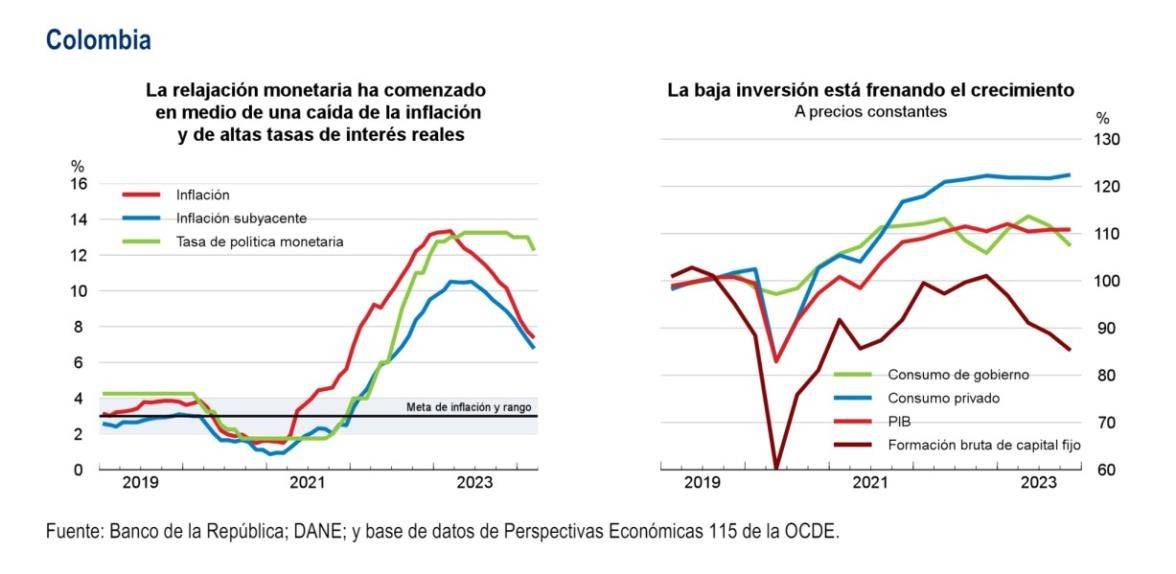 Colombia
La relajación monetaria ha comenzado
en medio de una caída de la inflación
y de altas tasas de interés reales
%
16
14
12
10
8
6
4
2
0
Inflación
Inflación subyacente
Tasa de política monetaria
Meta de inflación y rango
2019
2021
2023
La baja inversión está frenando el crecimiento
A precios constantes
%
130
120
110
100
90
80
70
60
Consumo de gobierno
Consumo privado
PIB
Formación bruta de capital fijo
2019
2021
2023
Fuente: Banco de la República; DANE; y base de datos de Perspectivas Económicas 115 de la OCDE.